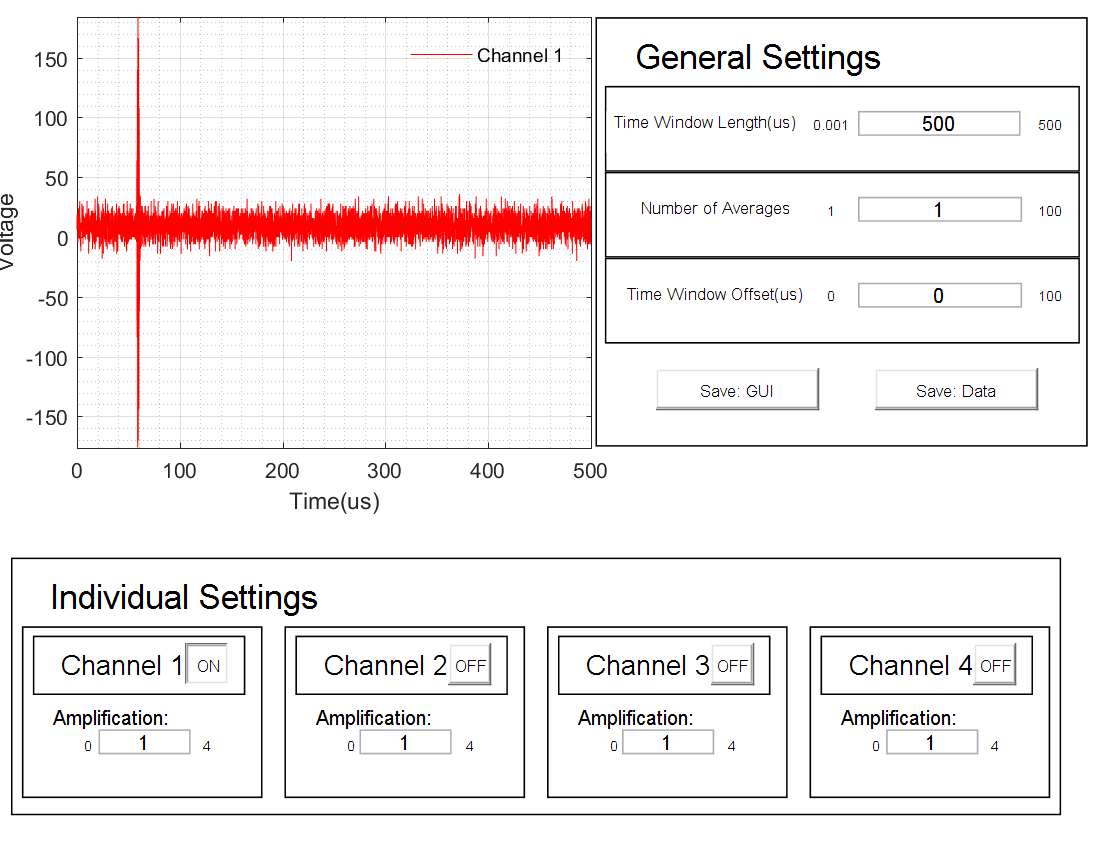 Channel 1
150
100
50
0
-50
-100
-150
Voltage
0 100 200 300 400 500
Time(us)
General Settings
Time Window Length(us) 0.001 500 500
Number of Averages 1 1 100
Time Window Offset(us) 0 0 100
Save: GUI Save: Data
Individual Settings
Channel 1 ON Channel 2 OFF Channel 3 OFF Channel 4 OFF
Amplification: Amplification: Amplification: Amplification:
0 1 4 0 1 4 0 1 4 0 1 4